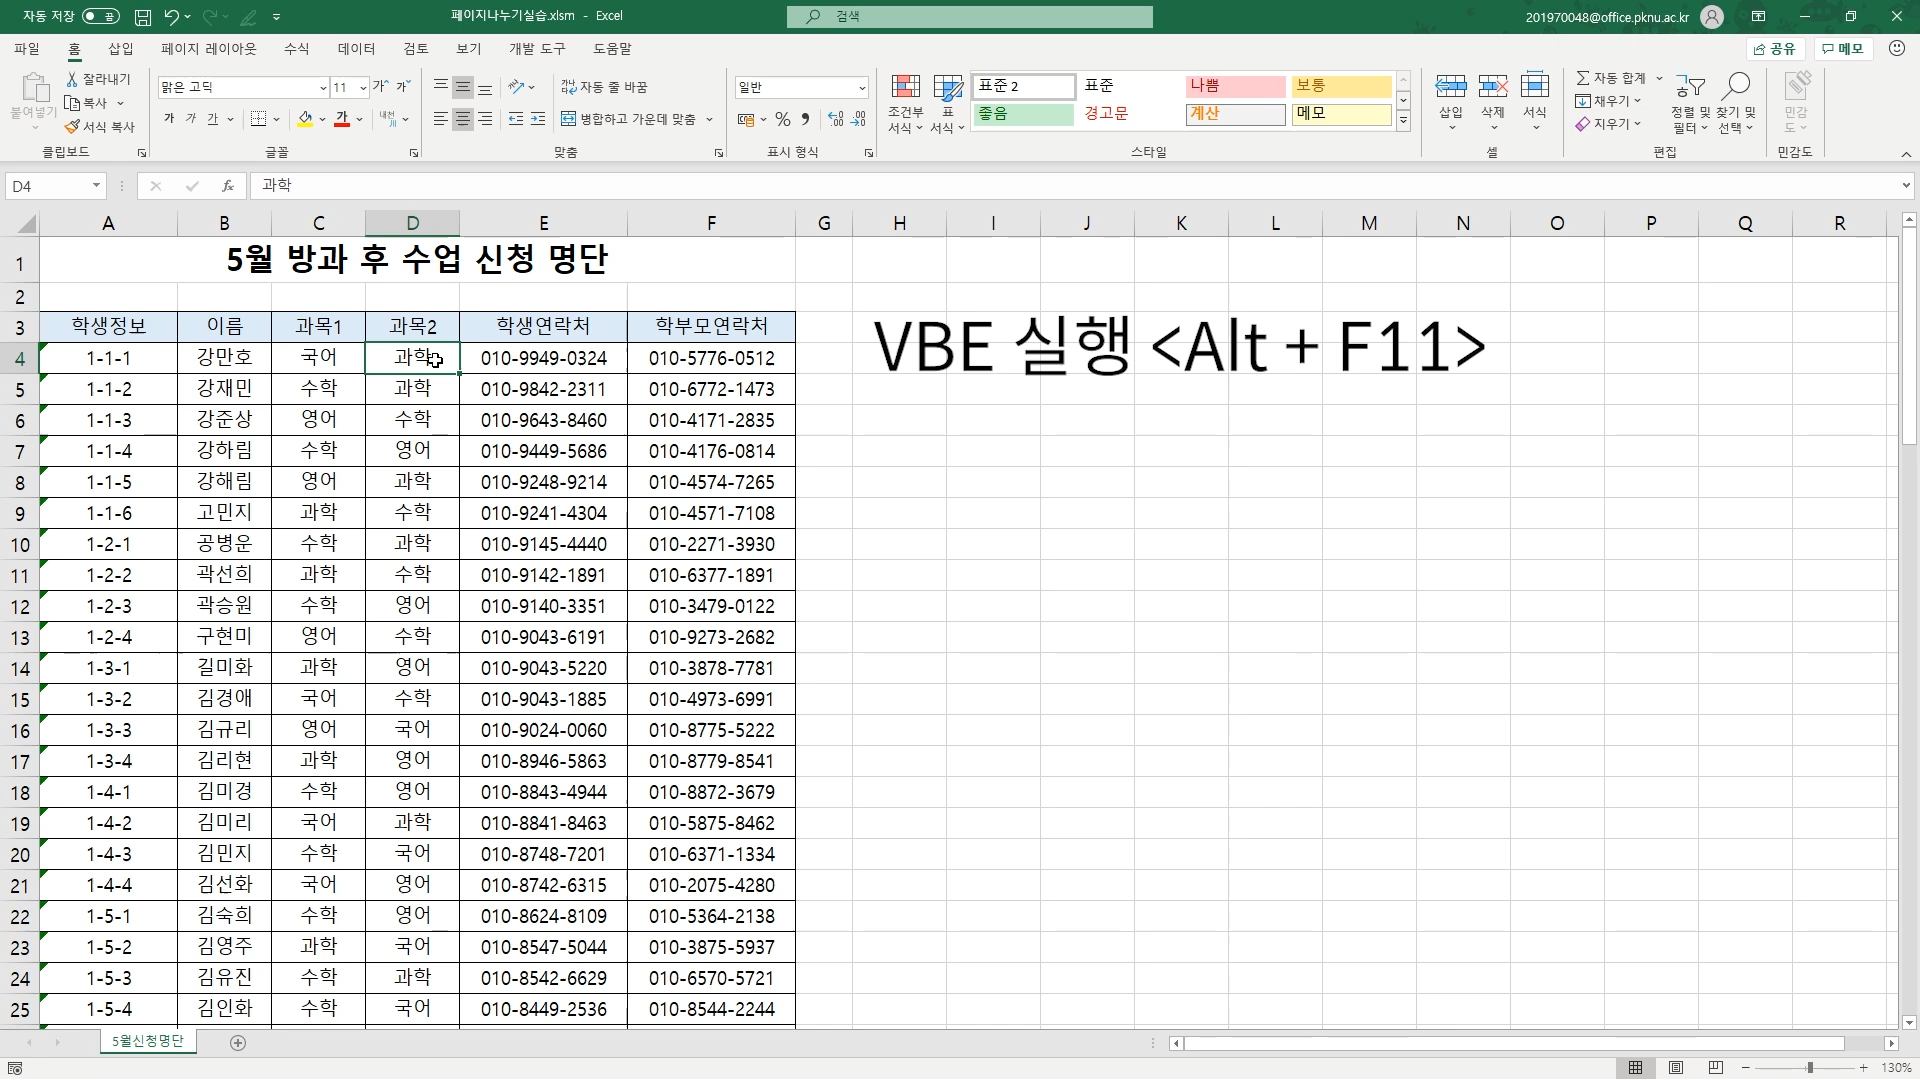 자동 저장 끔 페이지나누기실습.xlsm - Excel 검색 201970048@office.pknu.ac.kr
파일 홈 삽입 페이지 레이아웃 수식 데이터 검토 보기 개발 도구 도움말 공유 메모
붙여넣기 잘라내기 복사 서식 복사 클립보드
맑은 고딕 11 가 가 가 가 가 가 내천 글꼴
자동 줄 바꿈 병합하고 가운데 맞춤 맞춤
일반 % 표시 형식
조건부 서식 표 서식 표준 2 표준 나쁨 보통 좋음 경고문 계산 메모 스타일
삽입 삭제 서식 셀
자동 합계 채우기 지우기 정렬 및 필터 찾기 및 선택 편집
민감도 민감도
D4 fx 과학
A B C D E F G H I J K L M N O P Q R
1 5월 방과 후 수업 신청 명단
2
3 학생정보 이름 과목1 과목2 학생연락처 학부모연락처
VBE 실행 <Alt + F11>
4 1-1-1 강만호 국어 과학 010-9949-0324 010-5776-0512
5 1-1-2 강재민 수학 과학 010-9842-2311 010-6772-1473
6 1-1-3 강준상 영어 수학 010-9643-8460 010-4171-2835
7 1-1-4 강하림 수학 영어 010-9449-5686 010-4176-0814
8 1-1-5 강해림 영어 과학 010-9248-9214 010-4574-7265
9 1-1-6 고민지 과학 수학 010-9241-4304 010-4571-7108
10 1-2-1 공병운 수학 과학 010-9145-4440 010-2271-3930
11 1-2-2 곽선희 과학 수학 010-9142-1891 010-6377-1891
12 1-2-3 곽승원 수학 영어 010-9140-3351 010-3479-0122
13 1-2-4 구현미 영어 수학 010-9043-6191 010-9273-2682
14 1-3-1 길미화 과학 영어 010-9043-5220 010-3878-7781
15 1-3-2 김경애 국어 수학 010-9043-1885 010-4973-6991
16 1-3-3 김규리 영어 국어 010-9024-0060 010-8775-5222
17 1-3-4 김리현 과학 영어 010-8946-5863 010-8779-8541
18 1-4-1 김미경 수학 영어 010-8843-4944 010-8872-3679
19 1-4-2 김미리 국어 과학 010-8841-8463 010-5875-8462
20 1-4-3 김민지 수학 국어 010-8748-7201 010-6371-1334
21 1-4-4 김선화 국어 영어 010-8742-6315 010-2075-4280
22 1-5-1 김숙희 수학 영어 010-8624-8109 010-5364-2138
23 1-5-2 김영주 과학 국어 010-8547-5044 010-3875-5937
24 1-5-3 김유진 수학 과학 010-8542-6629 010-6570-5721
25 1-5-4 김인화 수학 국어 010-8449-2536 010-8544-2244
5월신청명단
130%